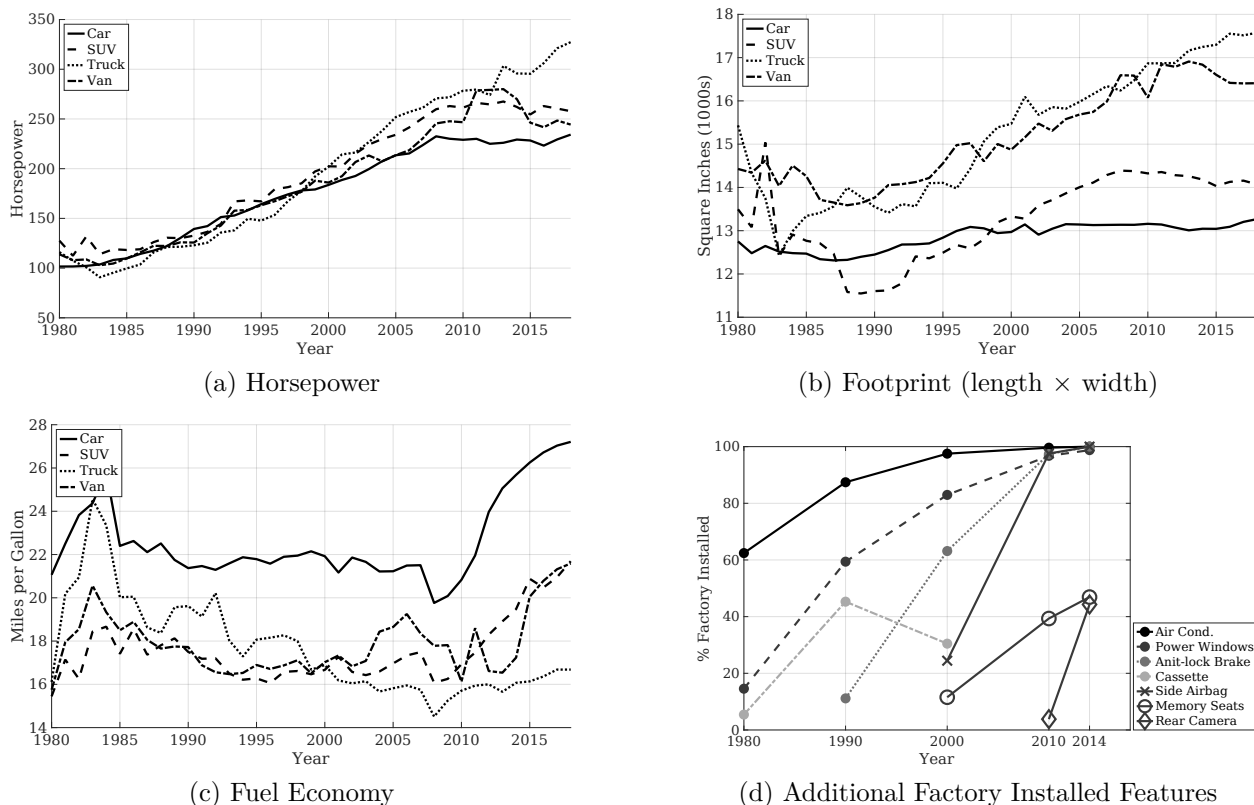 350
300
250
200
150
100
50
Horsepower
Car
SUV
Truck
Van
1980 1985 1990 1995 2000 2005 2010 2015
Year
(a) Horsepower
18
17
16
15
14
13
12
11
Square Inches (1000s)
Car
SUV
Truck
Van
1980 1985 1990 1995 2000 2005 2010 2015
Year
(b) Footprint (length × width)
28
26
24
22
20
18
16
14
Miles per Gallon
Car
SUV
Truck
Van
1980 1985 1990 1995 2000 2005 2010 2015
Year
(c) Fuel Economy
100
80
60
40
20
0
% Factory Installed
Air Cond.
Power Windows
Anit-lock Brake
Cassette
Side Airbag
Memory Seats
Rear Camera
1980 1990 2000 2010 2014
Year
(d) Additional Factory Installed Features